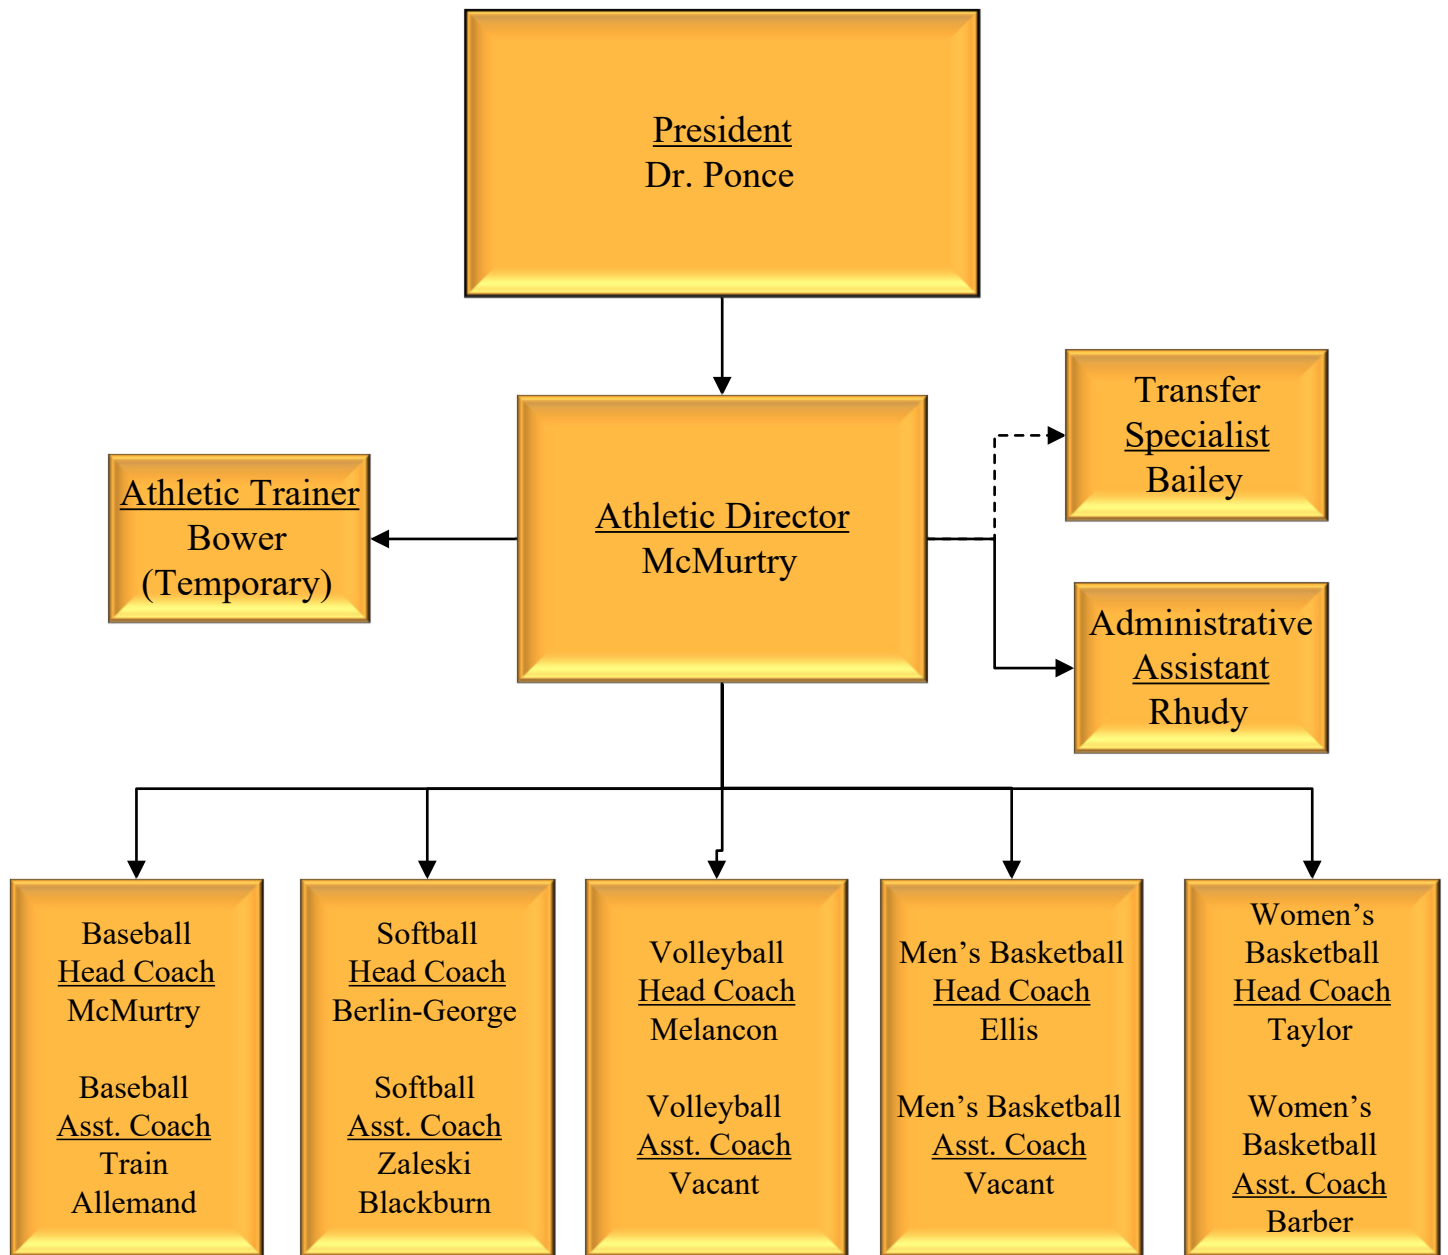 President
Dr. Ponce
Transfer
Specialist
Bailey
Athletic Trainer
Bower
(Temporary)
Athletic Director
McMurtry
Administrative
Assistant
Rhudy
Baseball
Head Coach
McMurtry
Baseball
Asst. Coach
Train
Allemand
Softball
Head Coach
Berlin-George
Softball
Asst. Coach
Zaleski
Blackburn
Volleyball
Head Coach
Melancon
Volleyball
Asst. Coach
Vacant
Men’s Basketball
Head Coach
Ellis
Men’s Basketball
Asst. Coach
Vacant
Women’s
Basketball
Head Coach
Taylor
Women’s
Basketball
Asst. Coach
Barber